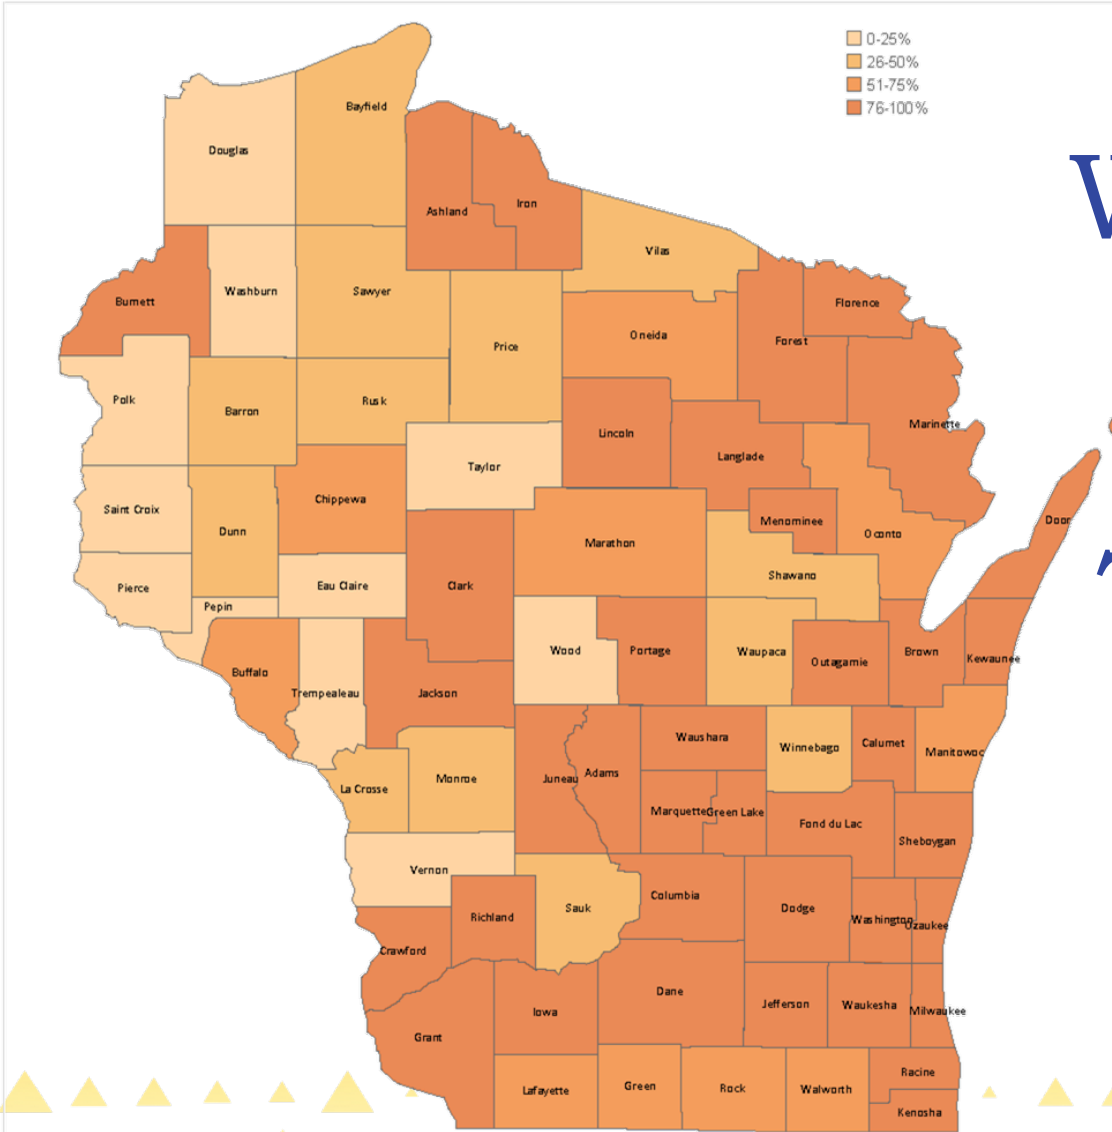 0-25%
26-50%
51-75%
76-100%
Bayfield
Douglas
Ashland
Iron
Vilas
Burnett
Washburn
Sawyer
Florence
Oneida
Forest
Price
Polk
Barron
Rusk
Marinette
Lincoln
Langlade
Taylor
Chippewa
Saint Croix
Menominee
Door
Dunn
Oconto
Marathon
Shawano
Pierce
Eau Claire
Clark
Pepin
Wood
Portage
Waupaca
Outagamie
Brown
Kewaunee
Buffalo
Trempealeau
Jackson
Waushara
Winnebago
Calumet
Manitowoc
Juneau
Adams
Monroe
La Crosse
Marquette
Green Lake
Fond du Lac
Sheboygan
Vernon
Columbia
Sauk
Dodge
Richland
Washington
Ozaukee
Crawford
Dane
Jefferson
Waukesha
Milwaukee
Iowa
Grant
Racine
Lafayette
Green
Rock
Walworth
Kenosha